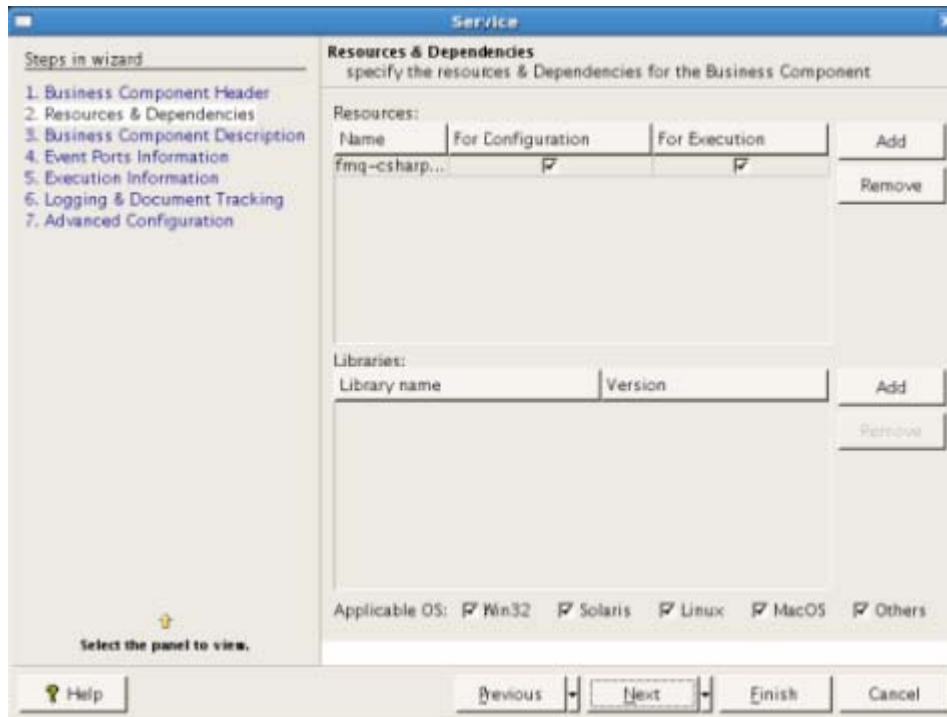 Service
Steps in wizard
1. Business Component Header
2. Resources & Dependencies
3. Business Component Description
4. Event Ports Information
5. Execution Information
6. Logging & Document Tracking
7. Advanced Configuration
Select the panel to view.
Resources & Dependencies
specify the resources & Dependencies for the Business Component
Resources:
Name For Configuration For Execution
fmq-csharp...
Add
Remove
Libraries:
Library name Version
Add
Remove
Applicable OS: Win32 Solaris Linux MacOS Others
Help Previous Next Finish Cancel